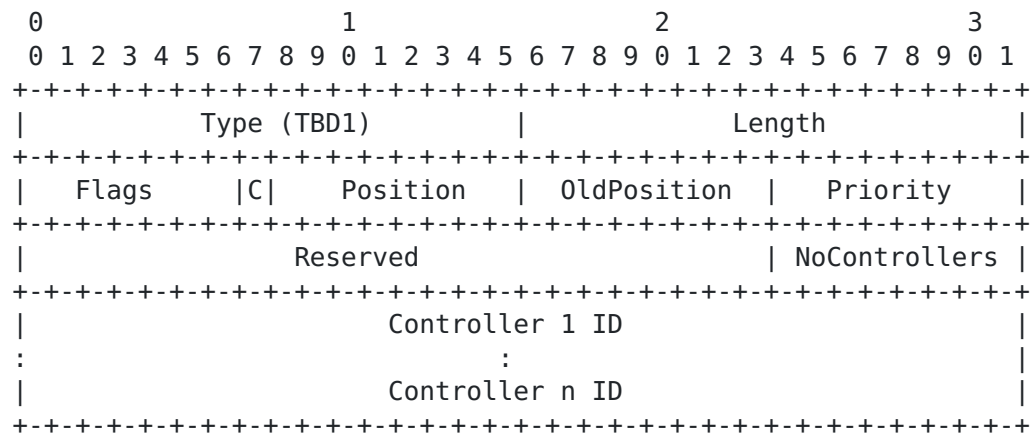 0                   1                   2                   3
 0 1 2 3 4 5 6 7 8 9 0 1 2 3 4 5 6 7 8 9 0 1 2 3 4 5 6 7 8 9 0 1
+-+-+-+-+-+-+-+-+-+-+-+-+-+-+-+-+-+-+-+-+-+-+-+-+-+-+-+-+-+-+-+-+
|           Type (TBD1)         |             Length            |
+-+-+-+-+-+-+-+-+-+-+-+-+-+-+-+-+-+-+-+-+-+-+-+-+-+-+-+-+-+-+-+-+
|   Flags     |C|    Position   |  OldPosition  |   Priority    |
+-+-+-+-+-+-+-+-+-+-+-+-+-+-+-+-+-+-+-+-+-+-+-+-+-+-+-+-+-+-+-+-+
|                 Reserved                      | NoControllers |
+-+-+-+-+-+-+-+-+-+-+-+-+-+-+-+-+-+-+-+-+-+-+-+-+-+-+-+-+-+-+-+-+
|                       Controller 1 ID                         |
:                              :                                |
|                       Controller n ID                         |
+-+-+-+-+-+-+-+-+-+-+-+-+-+-+-+-+-+-+-+-+-+-+-+-+-+-+-+-+-+-+-+-+